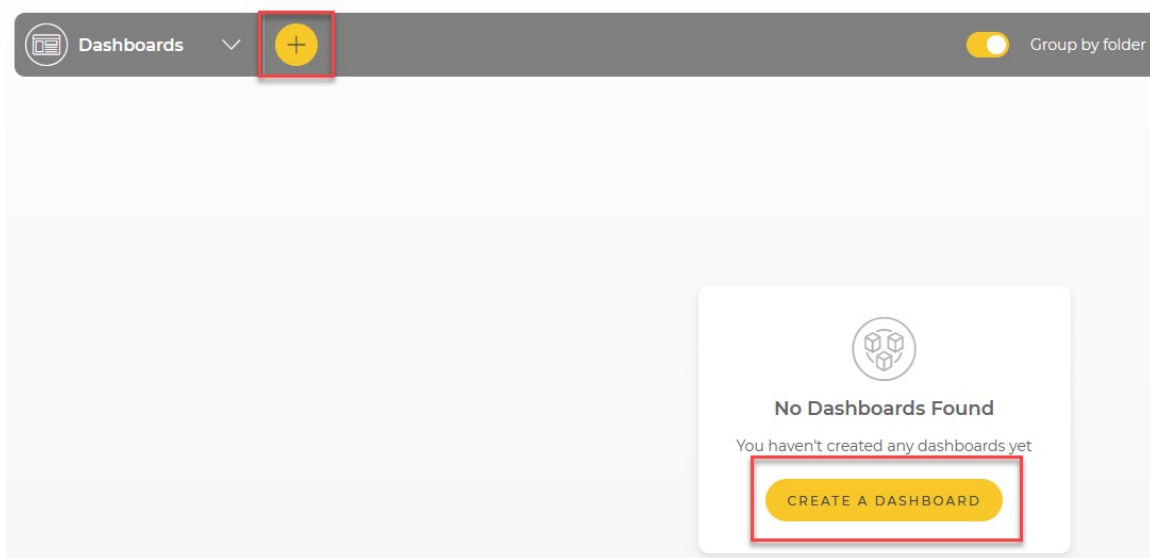 Dashboards
Group by folder
No Dashboards Found
You haven't created any dashboards yet
CREATE A DASHBOARD